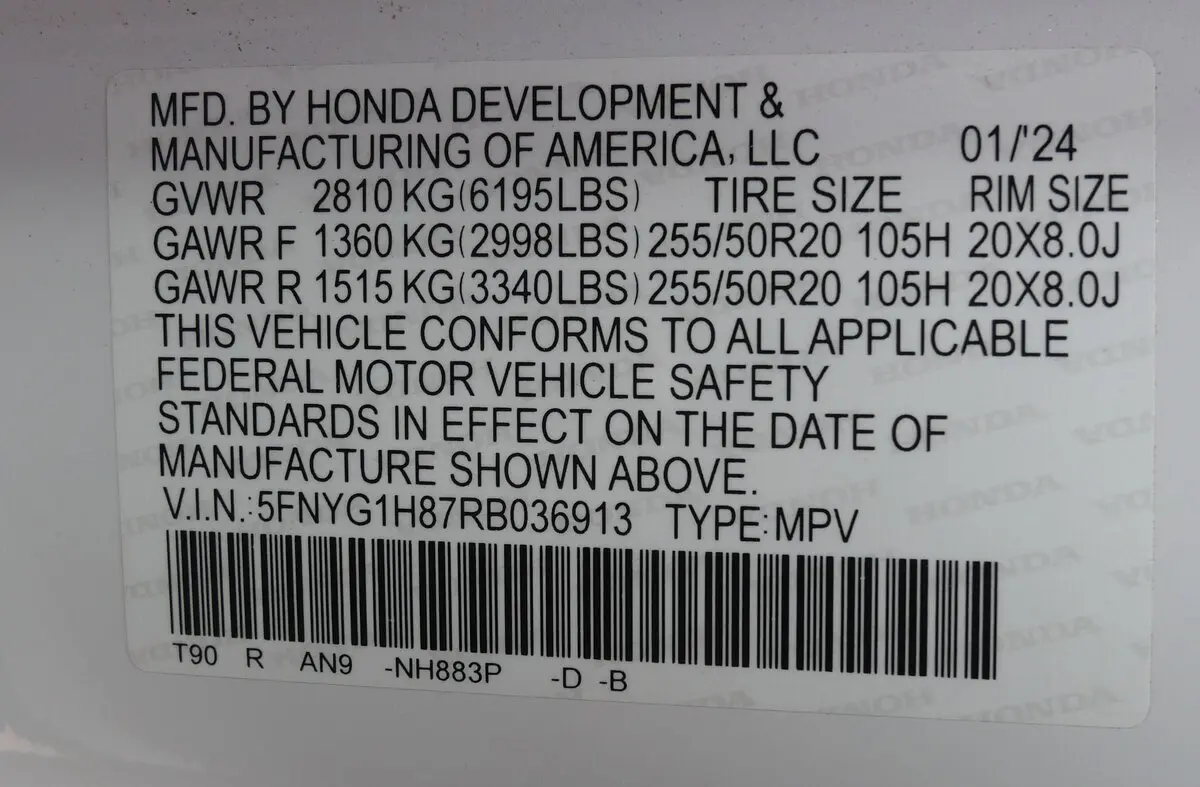 MFD. BY HONDA DEVELOPMENT &
MANUFACTURING OF AMERICA, LLC 01/'24
GVWR 2810 KG(6195LBS) TIRE SIZE RIM SIZE
GAWR F 1360 KG(2998LBS) 255/50R20 105H 20X8.0J
GAWR R 1515 KG(3340LBS) 255/50R20 105H 20X8.0J
THIS VEHICLE CONFORMS TO ALL APPLICABLE
FEDERAL MOTOR VEHICLE SAFETY
STANDARDS IN EFFECT ON THE DATE OF
MANUFACTURE SHOWN ABOVE.
V.I.N.:5FNYG1H87RB036913 TYPE:MPV
T90 R AN9 -NH883P -D -B